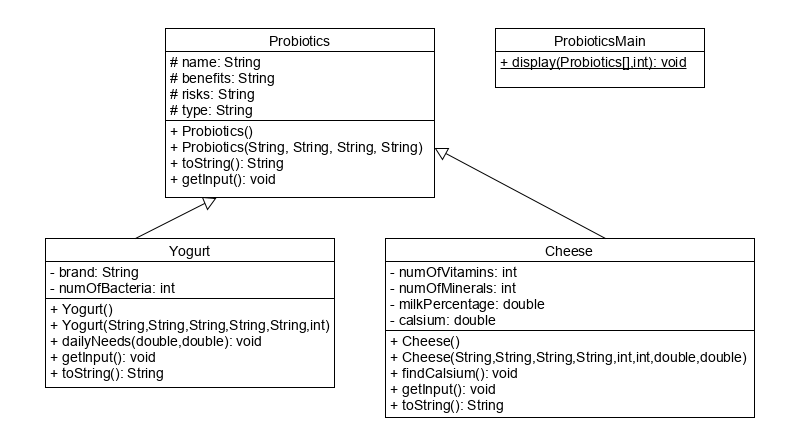 Probiotics
# name: String
# benefits: String
# risks: String
# type: String
+ Probiotics()
+ Probiotics(String, String, String, String)
+ toString(): String
+ getInput(): void
ProbioticsMain
+ display(Probiotics[],int): void
Yogurt
- brand: String
- numOfBacteria: int
+ Yogurt()
+ Yogurt(String,String,String,String,String,int)
+ dailyNeeds(double,double): void
+ getInput(): void
+ toString(): String
Cheese
- numOfVitamins: int
- numOfMinerals: int
- milkPercentage: double
- calsium: double
+ Cheese()
+ Cheese(String,String,String,String,int,int,double,double)
+ findCalsium(): void
+ getInput(): void
+ toString(): String